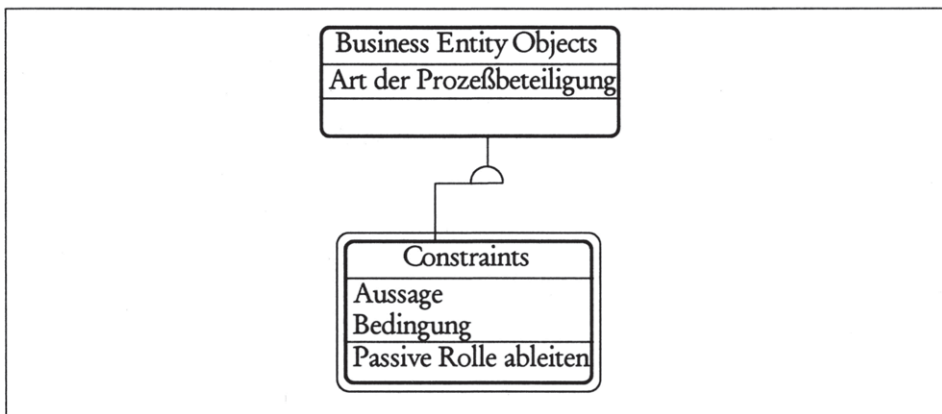 Business Entity Objects
Art der Prozeßbeteiligung
Constraints
Aussage
Bedingung
Passive Rolle ableiten